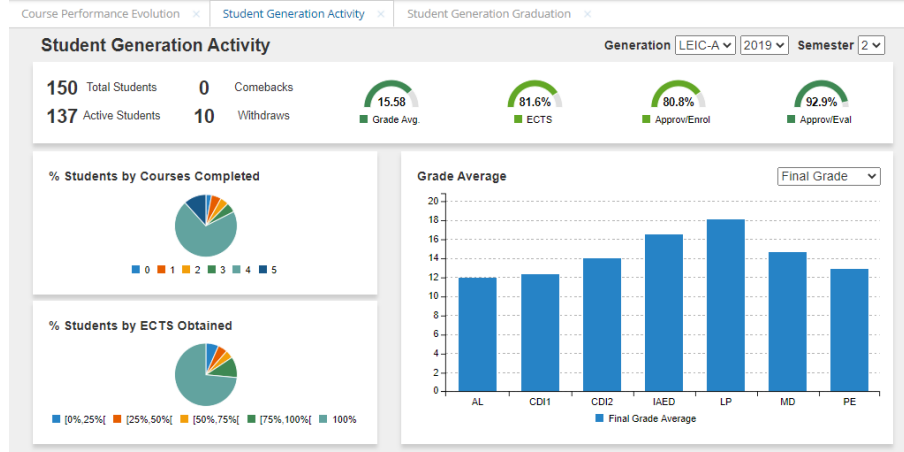 Course Performance Evolution × Student Generation Activity × Student Generation Graduation ×
Student Generation Activity
Generation LEIC-A 2019 Semester 2
150 Total Students 0 Comebacks
137 Active Students 10 Withdraws
15.58
Grade Avg.
81.6%
ECTS
80.8%
Approv/Enrol
92.9%
Approv/Eval
% Students by Courses Completed
0 1 2 3 4 5
% Students by ECTS Obtained
[0%,25%[ [25%,50%[ [50%,75%[ [75%,100%[ 100%
Grade Average
Final Grade
20
18
16
14
12
10
8
6
4
2
0
AL CDI1 CDI2 IAED LP MD PE
Final Grade Average